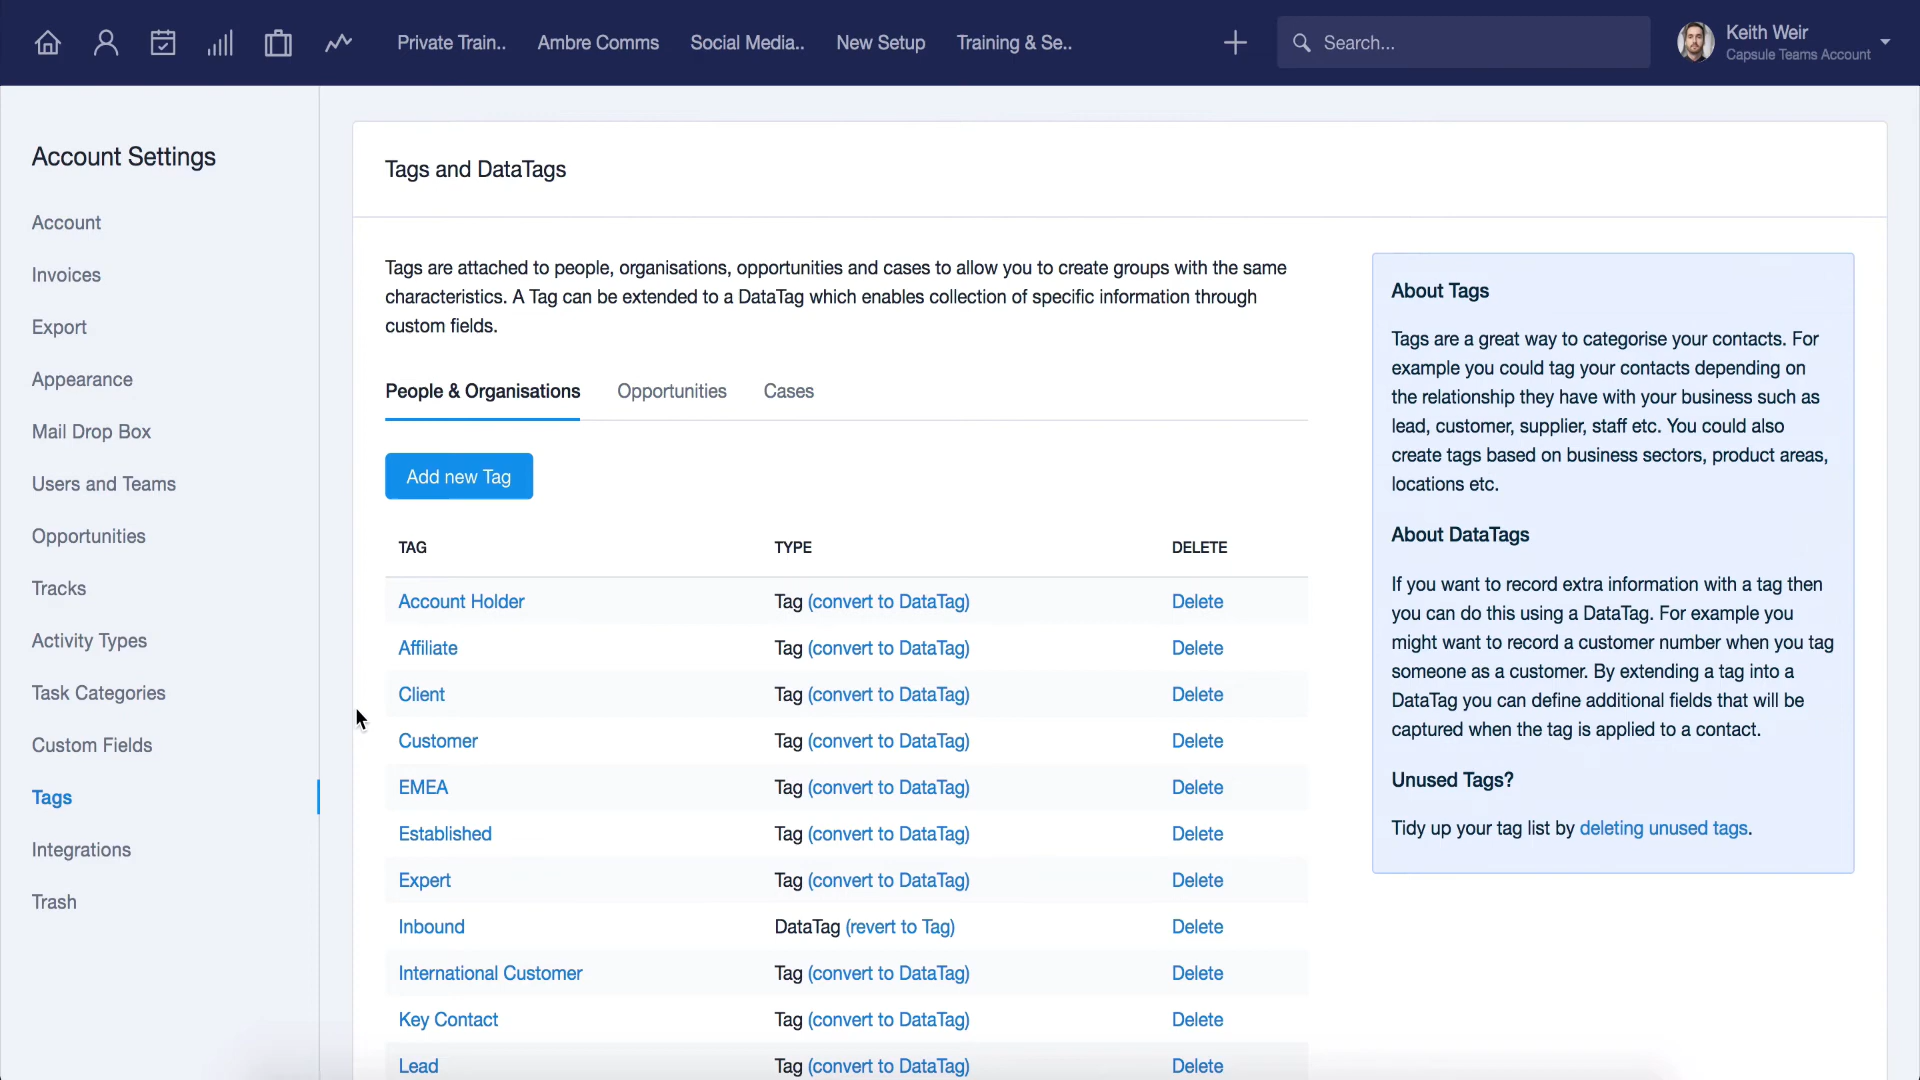 Private Train..
Ambre Comms
Social Media..
New Setup
Training & Se..
Search...
Keith Weir
Capsule Teams Account
Account Settings
Account
Invoices
Export
Appearance
Mail Drop Box
Users and Teams
Opportunities
Tracks
Activity Types
Task Categories
Custom Fields
Tags
Integrations
Trash
Tags and DataTags
Tags are attached to people, organisations, opportunities and cases to allow you to create groups with the same
characteristics. A Tag can be extended to a DataTag which enables collection of specific information through
custom fields.
People & Organisations Opportunities Cases
Add new Tag
TAG TYPE DELETE
Account Holder Tag (convert to DataTag) Delete
Affiliate Tag (convert to DataTag) Delete
Client Tag (convert to DataTag) Delete
Customer Tag (convert to DataTag) Delete
EMEA Tag (convert to DataTag) Delete
Established Tag (convert to DataTag) Delete
Expert Tag (convert to DataTag) Delete
Inbound DataTag (revert to Tag) Delete
International Customer Tag (convert to DataTag) Delete
Key Contact Tag (convert to DataTag) Delete
Lead Tag (convert to DataTag) Delete
About Tags
Tags are a great way to categorise your contacts. For
example you could tag your contacts depending on
the relationship they have with your business such as
lead, customer, supplier, staff etc. You could also
create tags based on business sectors, product areas,
locations etc.
About DataTags
If you want to record extra information with a tag then
you can do this using a DataTag. For example you
might want to record a customer number when you tag
someone as a customer. By extending a tag into a
DataTag you can define additional fields that will be
captured when the tag is applied to a contact.
Unused Tags?
Tidy up your tag list by deleting unused tags.